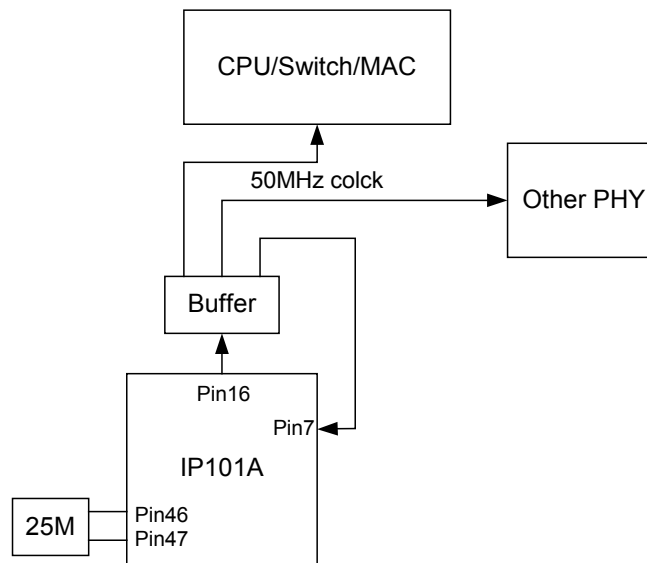 CPU/Switch/MAC
50MHz colck
Other PHY
Buffer
Pin16
Pin7
IP101A
25M
Pin46
Pin47